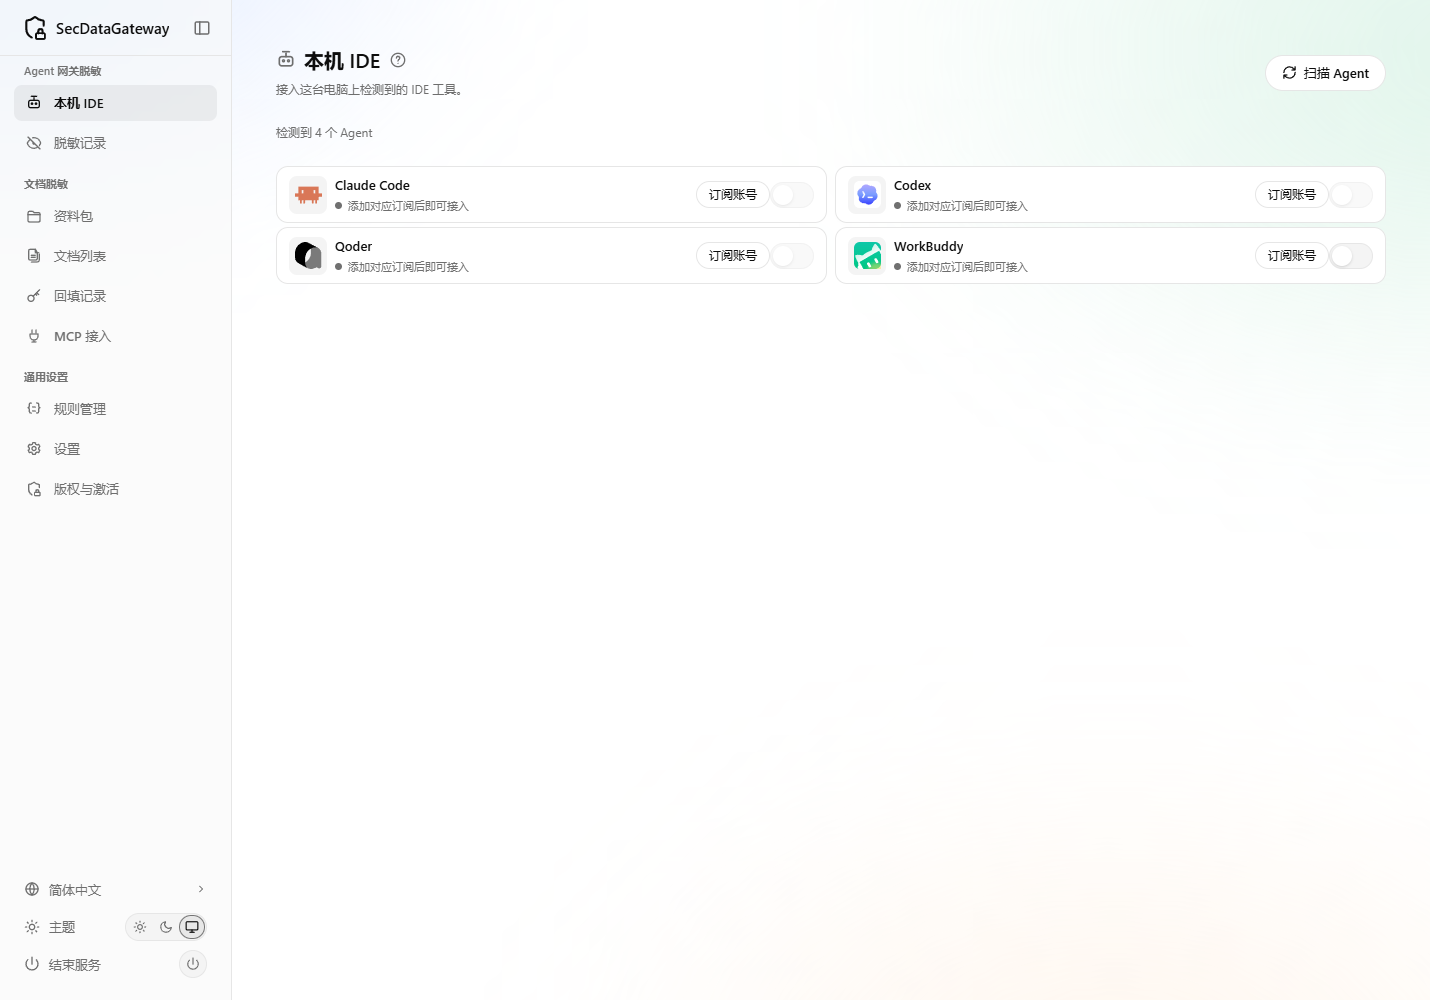 SecDataGateway
Agent 网关脱敏
本机 IDE
脱敏记录
文档脱敏
资料包
文档列表
回填记录
MCP 接入
通用设置
规则管理
设置
版权与激活
简体中文
主题
结束服务
本机 IDE
接入这台电脑上检测到的 IDE 工具。
扫描 Agent
检测到 4 个 Agent
Claude Code
添加对应订阅后即可接入
订阅账号
Codex
添加对应订阅后即可接入
订阅账号
Qoder
添加对应订阅后即可接入
订阅账号
WorkBuddy
添加对应订阅后即可接入
订阅账号